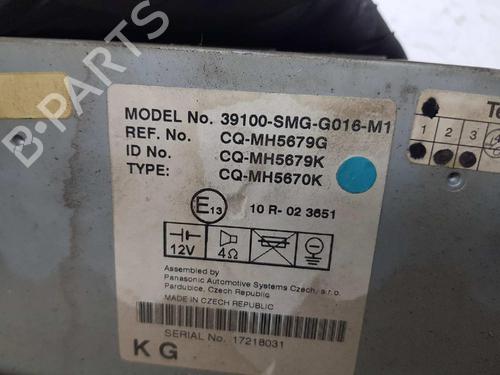 MODEL No. 39100-SMG-G016-M1
REF. No. CQ-MH5679G
ID No. CQ-MH5679K
TYPE: CQ-MH5670K
E13 10 R- 02 3651
12V 4Ω
Assembled by
Panasonic Automotive Systems Czech, s.r.o.
Pardubice, Czech Republic
MADE IN CZECH REPUBLIC
SERIAL No. 17218031
K G
1 2 3
B-PARTS